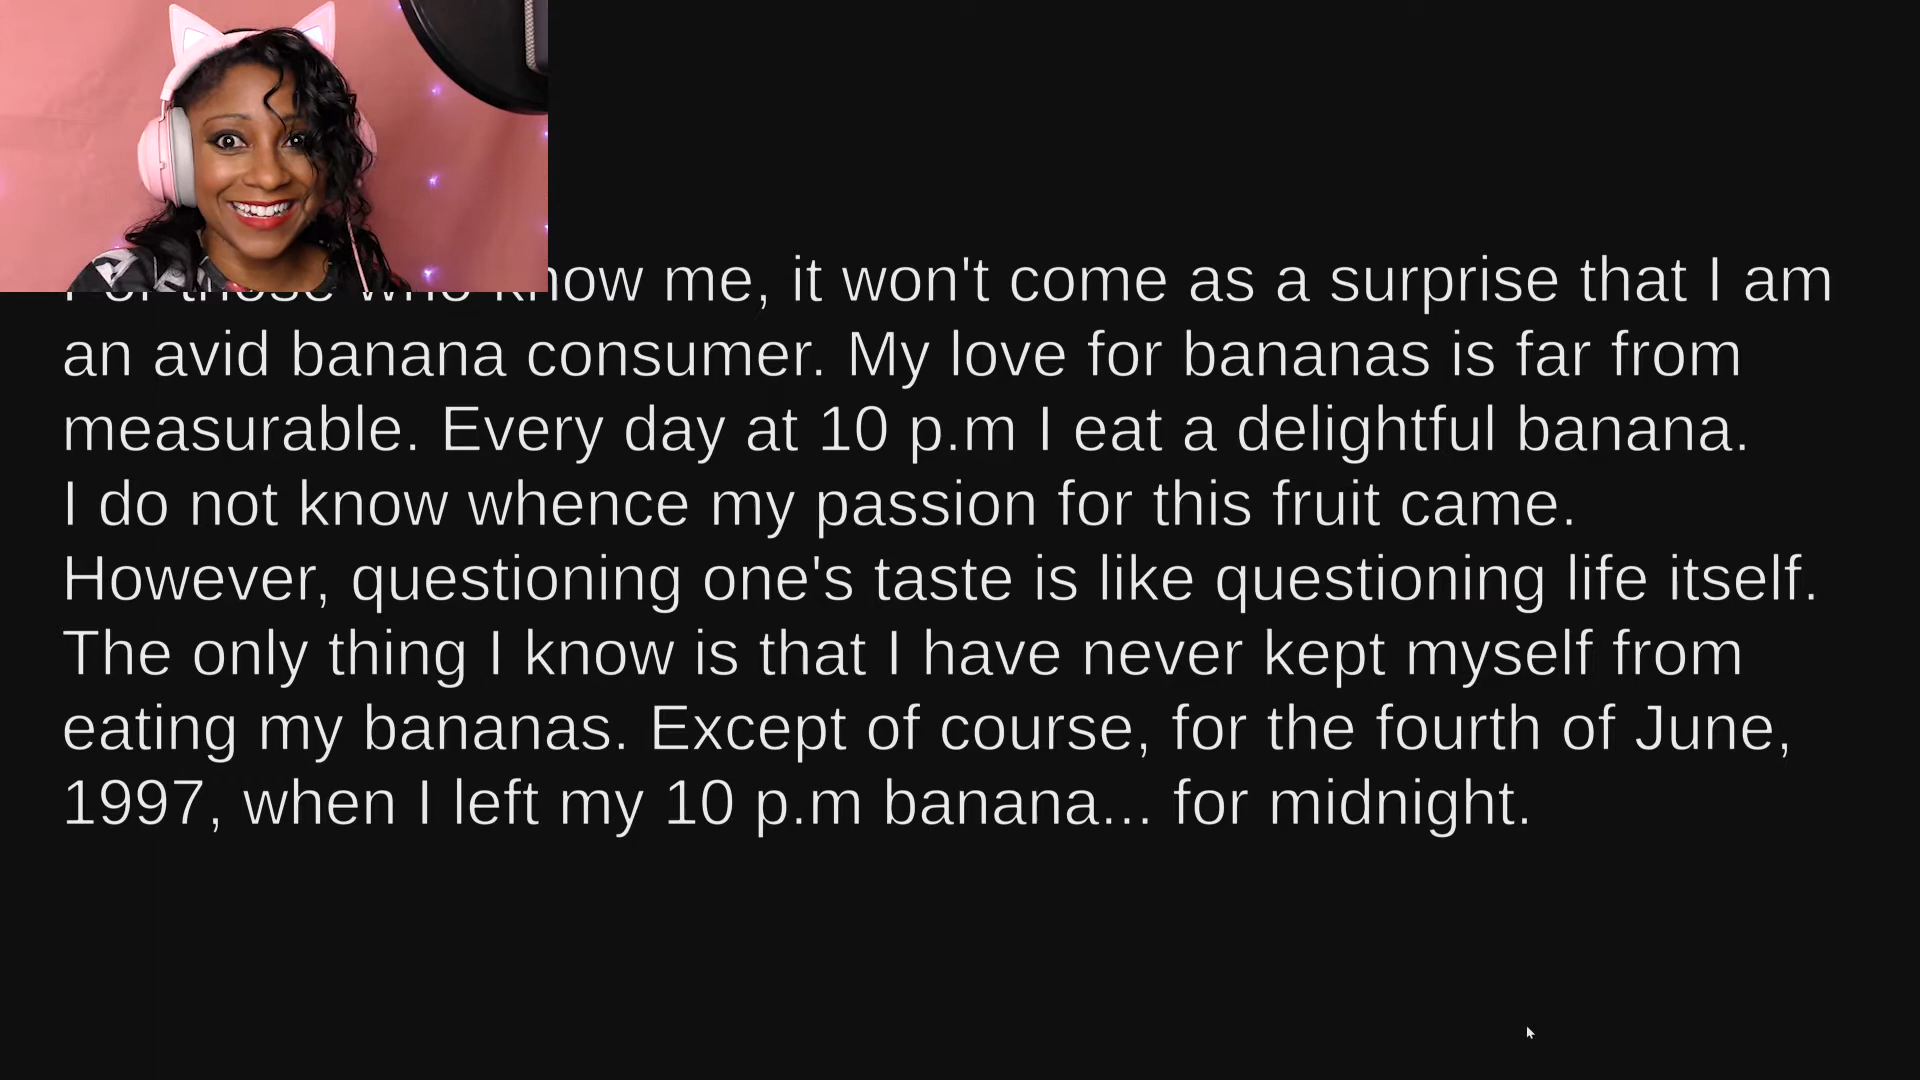 For those who know me, it won't come as a surprise that I am
an avid banana consumer. My love for bananas is far from
measurable. Every day at 10 p.m I eat a delightful banana.
I do not know whence my passion for this fruit came.
However, questioning one's taste is like questioning life itself.
The only thing I know is that I have never kept myself from
eating my bananas. Except of course, for the fourth of June,
1997, when I left my 10 p.m banana... for midnight.